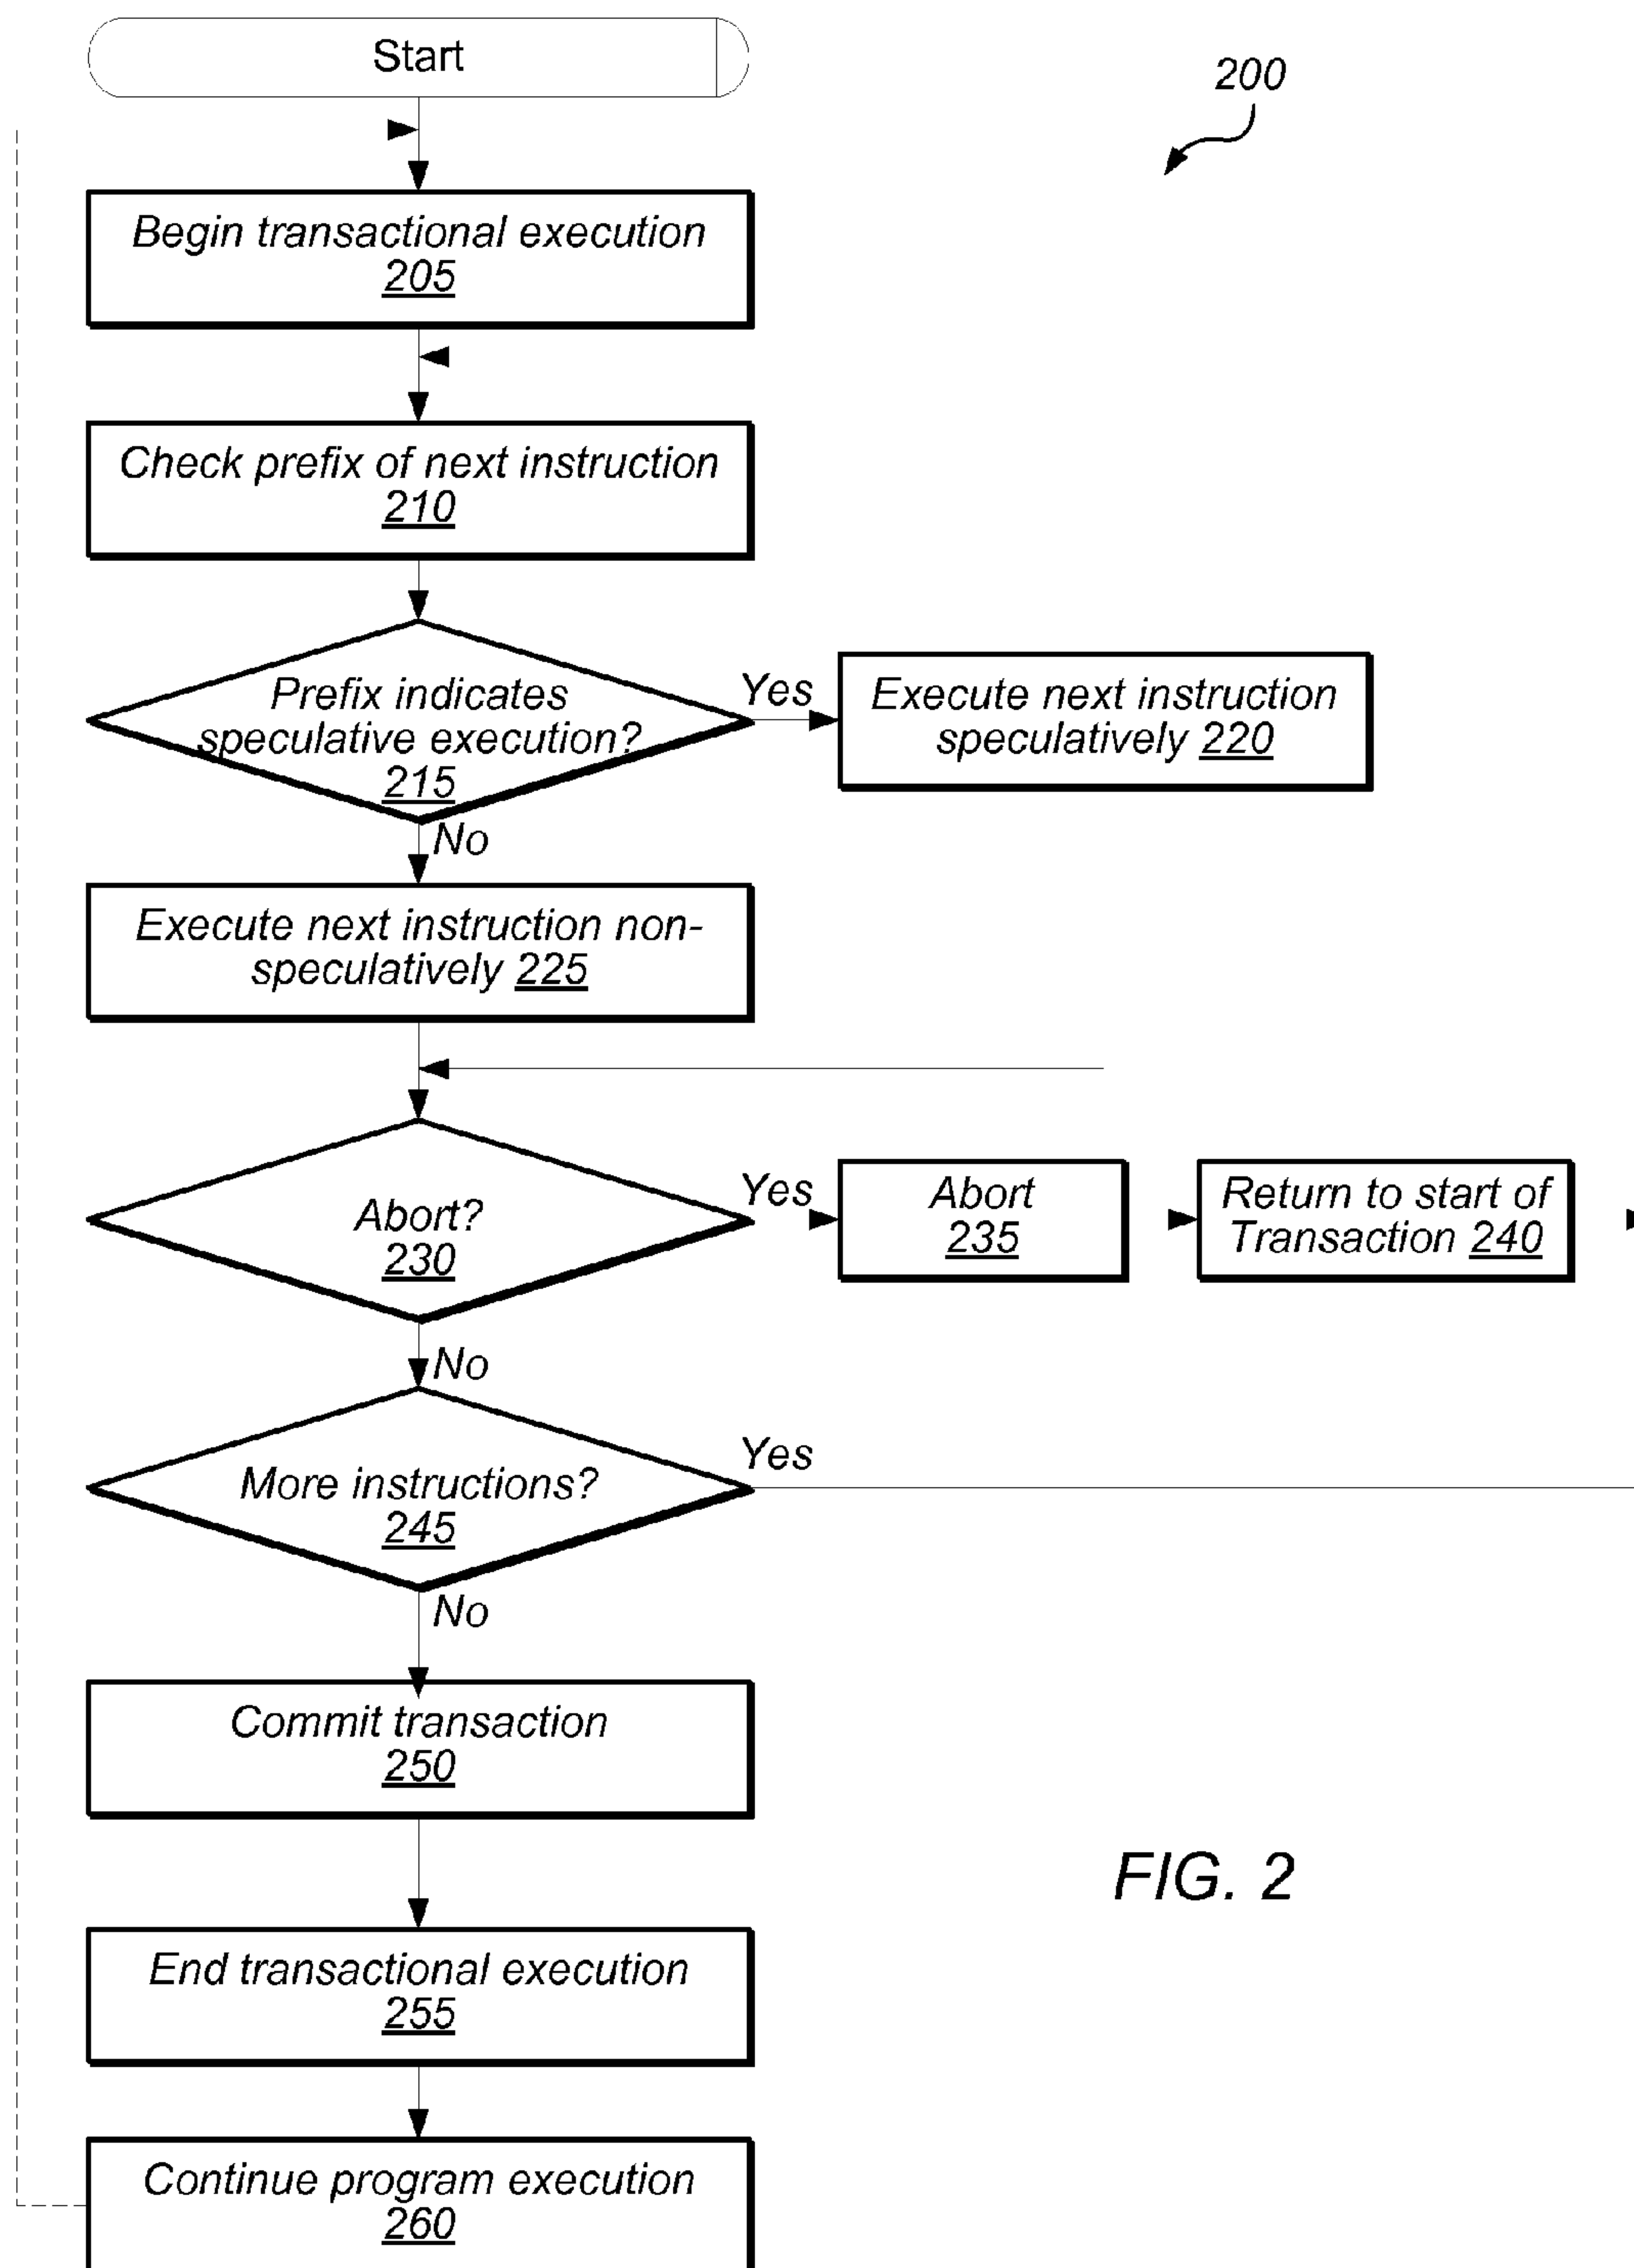 Start
200
Begin transactional execution
205
Check prefix of next instruction
210
Prefix indicates
speculative execution?
215
Yes
Execute next instruction
speculatively 220
No
Execute next instruction non-
speculatively 225
Abort?
230
Yes
Abort
235
Return to start of
Transaction 240
No
More instructions?
245
Yes
No
Commit transaction
250
End transactional execution
255
Continue program execution
260
FIG. 2